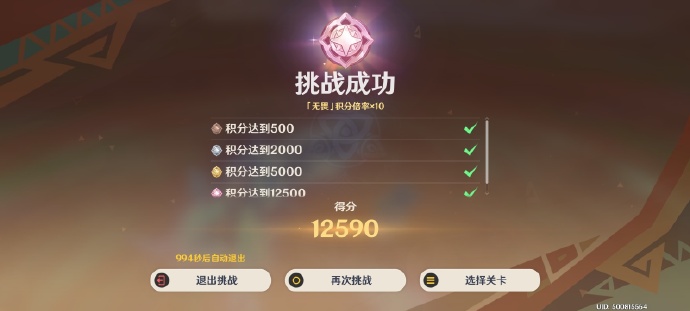 挑战成功
「无畏」积分倍率×10
积分达到500
积分达到2000
积分达到5000
积分达到12500
得分
12590
994秒后自动退出
退出挑战
再次挑战
选择关卡
UID: 500815564